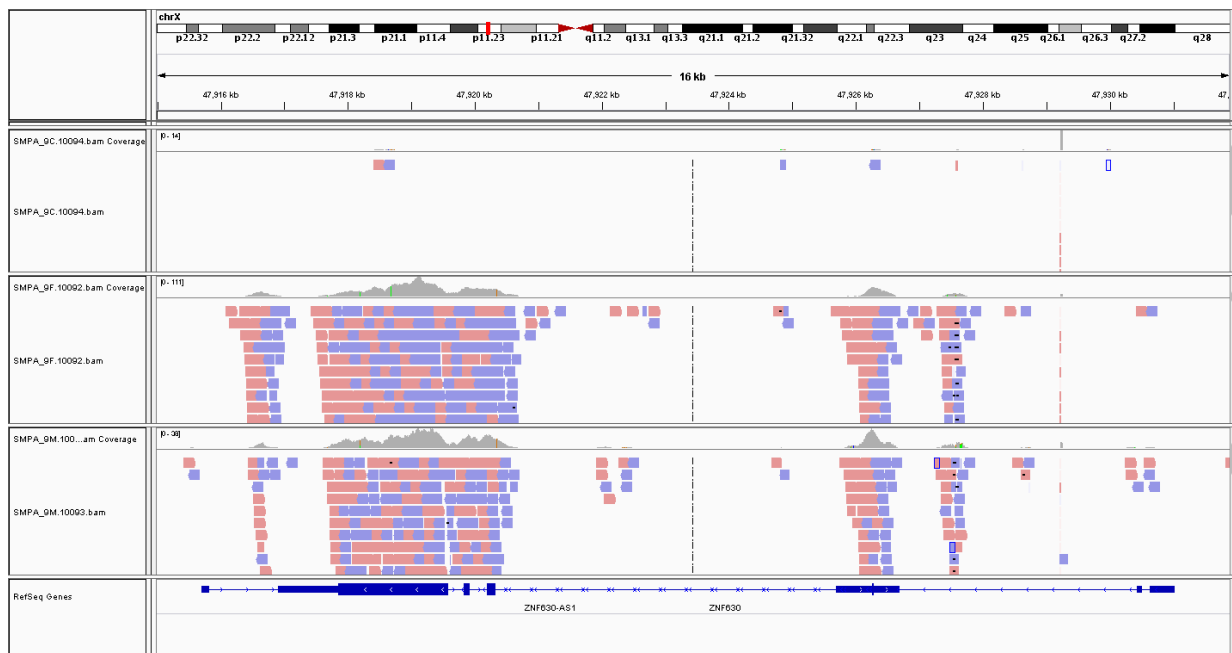 chrX
p22.32 p22.2 p22.12 p21.3 p21.1 p11.4 p11.23 p11.21 q11.2 q13.1 q13.3 q21.1 q21.2 q21.32 q22.1 q22.3 q23 q24 q25 q26.1 q26.3 q27.2 q28
16 kb
47,916 kb 47,918 kb 47,920 kb 47,922 kb 47,924 kb 47,926 kb 47,928 kb 47,930 kb 47,9
SMPA_9C.10094.bam Coverage
[0 - 14]
SMPA_9C.10094.bam
SMPA_9F.10092.bam Coverage
[0 - 111]
SMPA_9F.10092.bam
SMPA_9M.100...am Coverage
[0 - 38]
SMPA_9M.10093.bam
RefSeq Genes
ZNF630-AS1 ZNF630